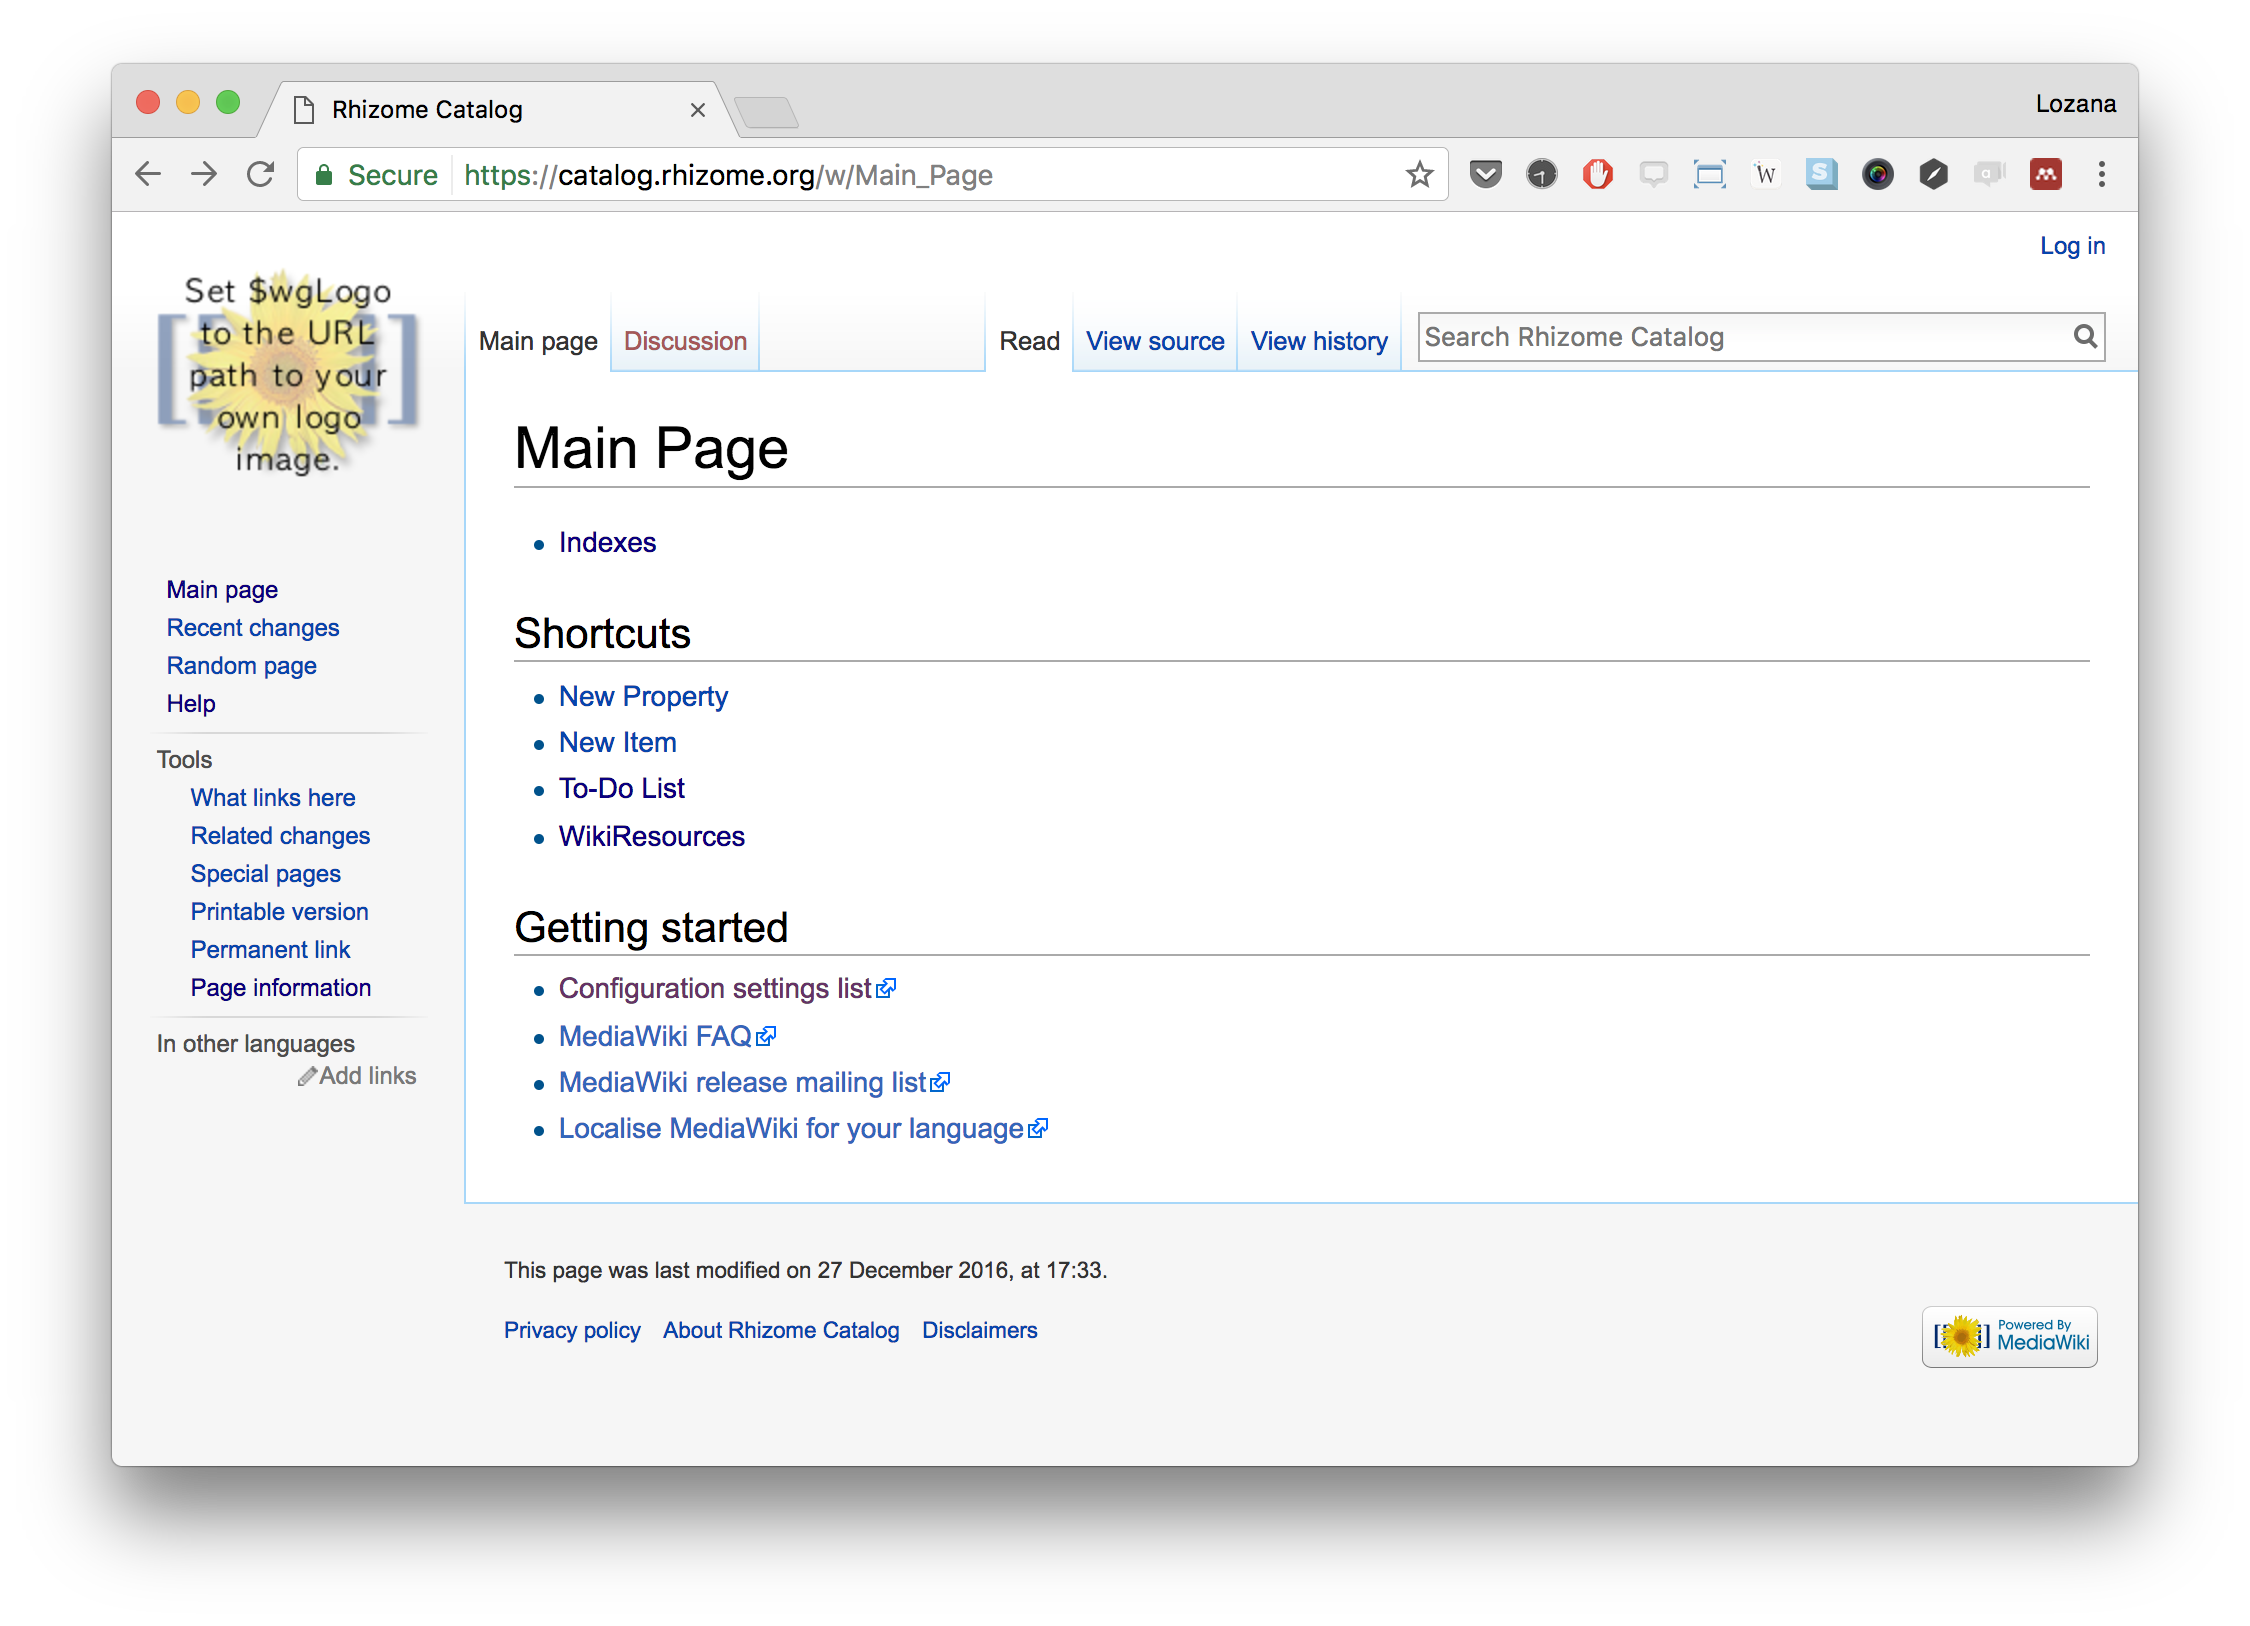 Rhizome Catalog
Lozana
Secure https://catalog.rhizome.org/w/Main_Page
W S a
Log in
Set $wgLogo
to the URL
path to your
own logo
image.
Main page Discussion Read View source View history Search Rhizome Catalog
Main Page
Indexes
Main page
Recent changes
Random page
Help
Tools
What links here
Related changes
Special pages
Printable version
Permanent link
Page information
In other languages
Add links
Shortcuts
New Property
New Item
To-Do List
WikiResources
Getting started
Configuration settings list
MediaWiki FAQ
MediaWiki release mailing list
Localise MediaWiki for your language
This page was last modified on 27 December 2016, at 17:33.
Privacy policy About Rhizome Catalog Disclaimers
Powered By
MediaWiki